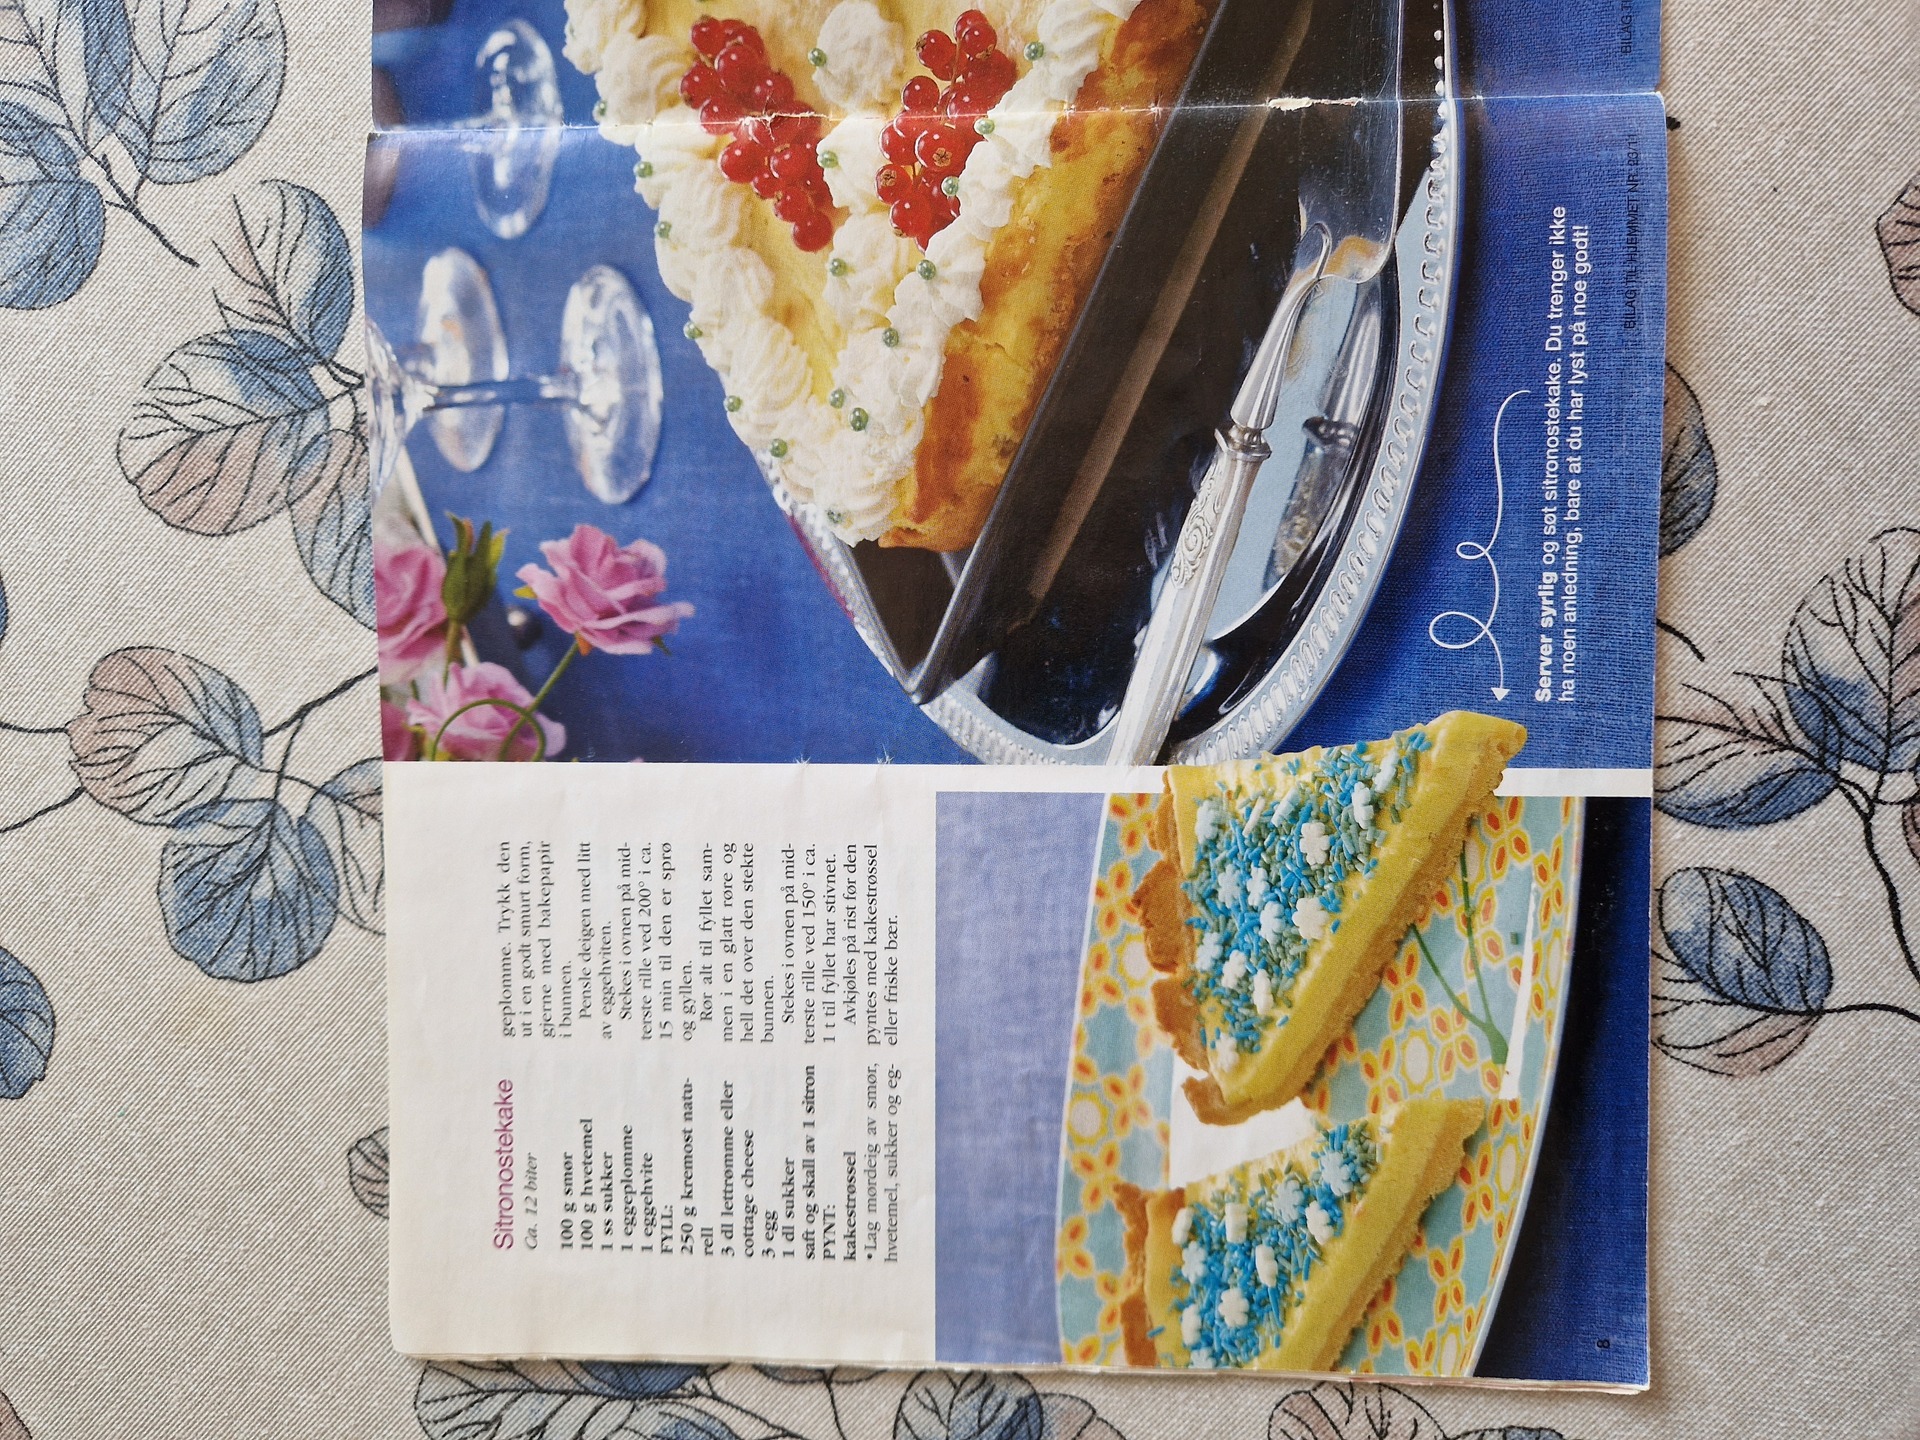 Sitronostekake
Ca. 12 biter
100 g smør
100 g hvetemel
1 ss sukker
1 eggeplomme
1 eggehvite
FYLL:
250 g kremost natu-
rell
3 dl lettrømme eller
cottage cheese
3 egg
1 dl sukker
saft og skall av 1 sitron
PYNT:
kakestrøssel
•Lag mørdeig av smør,
hvetemel, sukker og eg-
geplomme. Trykk den
ut i en godt smurt form,
gjerne med bakepapir
i bunnen.
Pensle deigen med litt
av eggehviten.
Stekes i ovnen på mid-
terste rille ved 200° i ca.
15 min til den er sprø
og gyllen.
Rør alt til fyllet sam-
men i en glatt røre og
hell det over den stekte
bunnen.
Stekes i ovnen på mid-
terste rille ved 150° i ca.
1 t til fyllet har stivnet.
Avkjøles på rist før den
pyntes med kakestrøssel
eller friske bær.
Server syrlig og søt sitronostekake. Du trenger ikke
ha noen anledning, bare at du har lyst på noe godt!
8
BILAG TIL HJEMMET NR. 23/11
BILAG